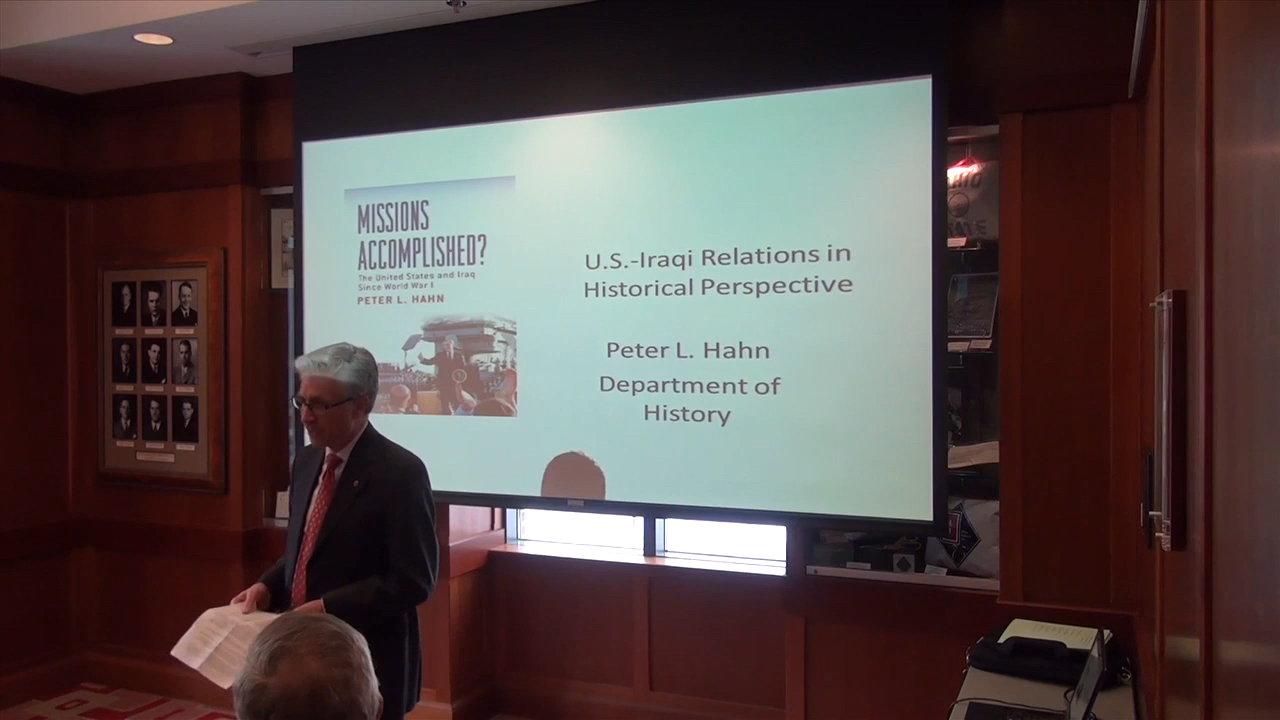 MISSIONS
ACCOMPLISHED?
The United States and Iraq
Since World War I
PETER L. HAHN
U.S.-Iraqi Relations in
Historical Perspective
Peter L. Hahn
Department of
History